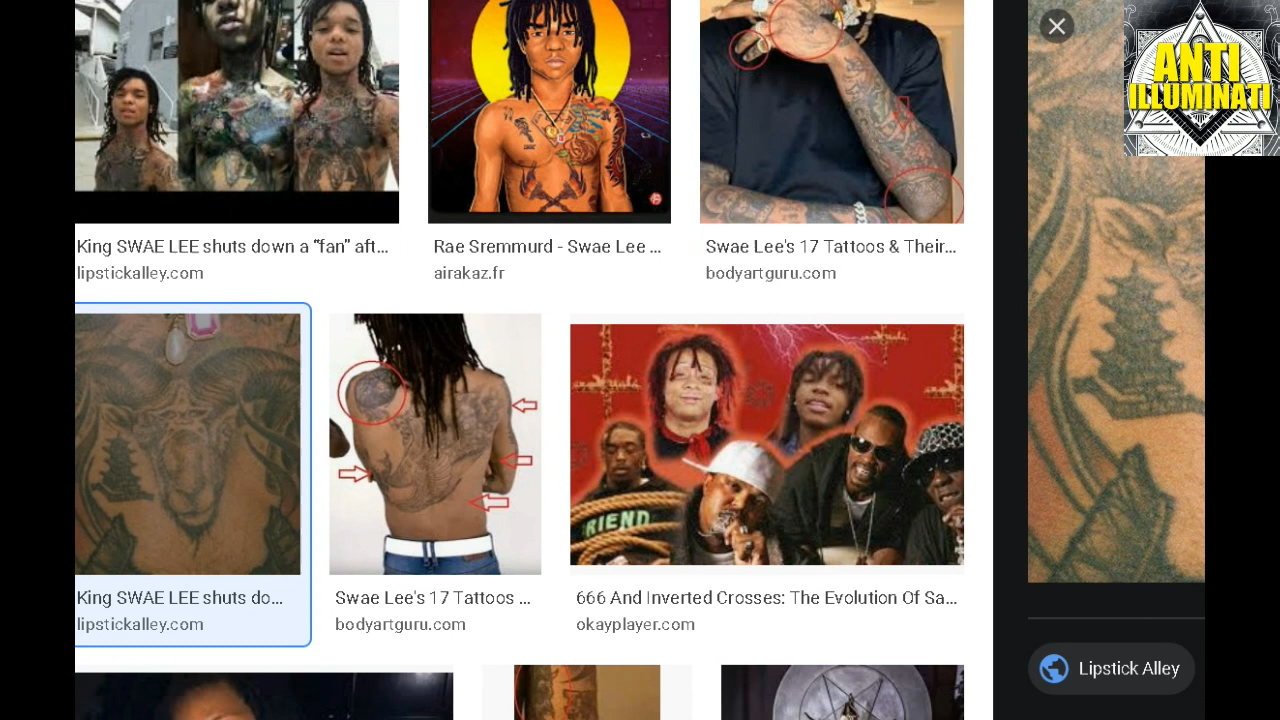 ANTI
ILLUMINATI
King SWAE LEE shuts down a “fan” aft...
lipstickalley.com
Rae Sremmurd - Swae Lee ...
airakaz.fr
Swae Lee's 17 Tattoos & Their...
bodyartguru.com
RIEND
King SWAE LEE shuts do...
lipstickalley.com
Swae Lee's 17 Tattoos ...
bodyartguru.com
666 And Inverted Crosses: The Evolution Of Sa...
okayplayer.com
Lipstick Alley